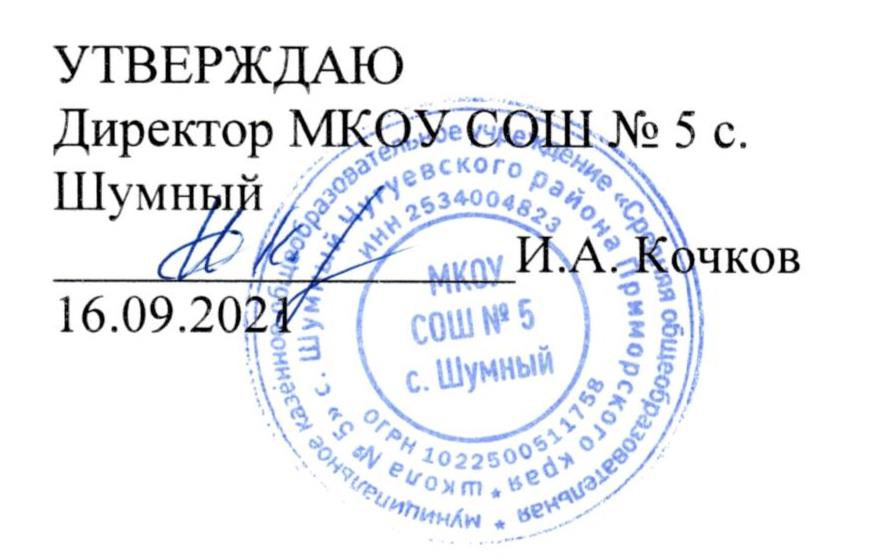 УТВЕРЖДАЮ
Директор МКОУ СОШ № 5 с.
Шумный
И.А. Кочков
16.09.2021
муниципальное казённое общеобразовательное учреждение «Средняя общеобразовательная
школа № 5» с. Шумный Чугуевского района Приморского края
ИНН 2534004823
МКОУ
СОШ № 5
с. Шумный
ОГРН 1022500511758